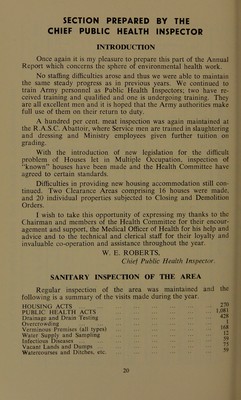 SECTION PREPARED BY THE
CHIEF PUBLIC HEALTH INSPECTOR
INTRODUCTION
Once again it is my pleasure to prepare this part of the Annual
Report which concerns the sphere of environmental health work.
No staffing difficulties arose and thus we were able to maintain
the same steady progress as in previous years. We continued to
train Army personnel as Public Health Inspectors; two have re-
ceived training and qualified and one is undergoing training. They
are all excellent men and it is hoped that the Army authorities make
full use of them on their return to duty.
A hundred per cent. meat inspection was again maintained at
the R.A.S.C. Abattoir, where Service men are trained in slaughtering
and dressing and Ministry employees given further tuition on
grading.
With the introduction of new legislation for the difficult
problem of Houses let in Multiple Occupation, inspection of
"known" houses have been made and the Health Committee have
agreed to certain standards.
Difficulties in providing new housing accommodation still con-
tinued. Two Clearance Areas comprising 16 houses were made,
and 20 individual properties subjected to Closing and Demolition
Orders.
I wish to take this opportunity of expressing my thanks to the
Chairman and members of the Health Committee for their encour-
agement and support, the Medical Officer of Health for his help and
advice and to the technical and clerical staff for their loyalty and
invaluable co-operation and assistance throughout the year.
W. E. ROBERTS,
Chief Public Health Inspector.
SANITARY INSPECTION OF THE AREA
Regular inspection of the area was maintained and the
following is a summary of the visits made during the year.
HOUSING ACTS 270
PUBLIC HEALTH ACTS 1,081
Drainage and Drain Testing 428
Overcrowding
Verminous Premises (all types) 168
Water Supply and Sampling 12
Infectious Diseases 59
Vacant Lands and Dumps 73
Watercourses and Ditches, etc. 59
20